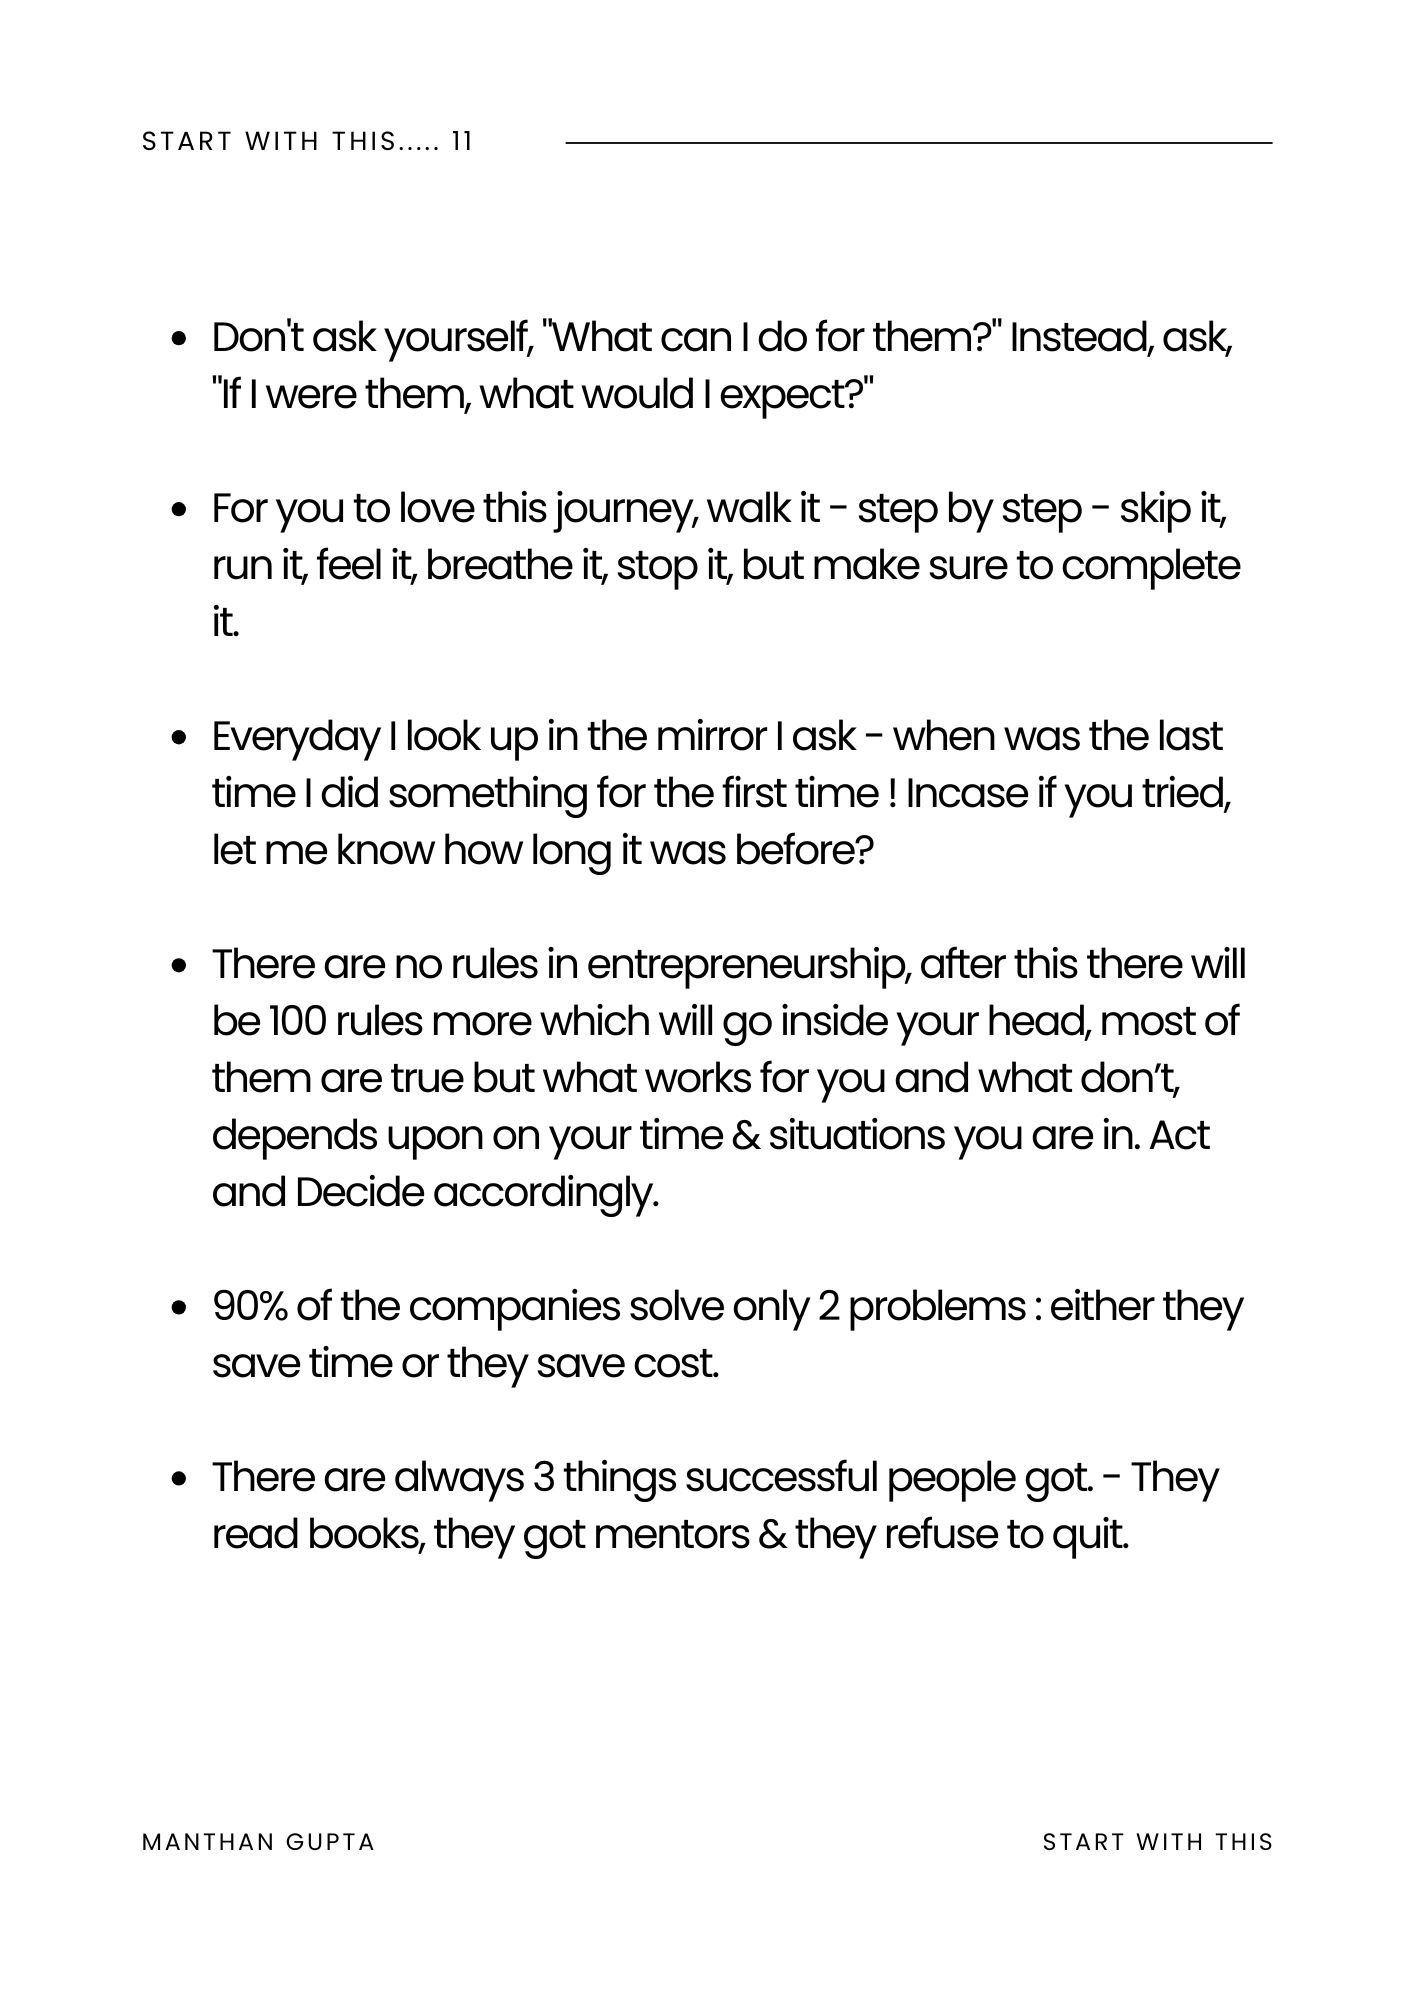 START WITH THIS..... 11
• Don't ask yourself, "What can I do for them?" Instead, ask,
"If I were them, what would I expect?"
• For you to love this journey, walk it - step by step - skip it,
run it, feel it, breathe it, stop it, but make sure to complete
it.
• Everyday I look up in the mirror I ask - when was the last
time I did something for the first time ! Incase if you tried,
let me know how long it was before?
• There are no rules in entrepreneurship, after this there will
be 100 rules more which will go inside your head, most of
them are true but what works for you and what don’t,
depends upon on your time & situations you are in. Act
and Decide accordingly.
• 90% of the companies solve only 2 problems : either they
save time or they save cost.
• There are always 3 things successful people got. - They
read books, they got mentors & they refuse to quit.
MANTHAN GUPTA
START WITH THIS